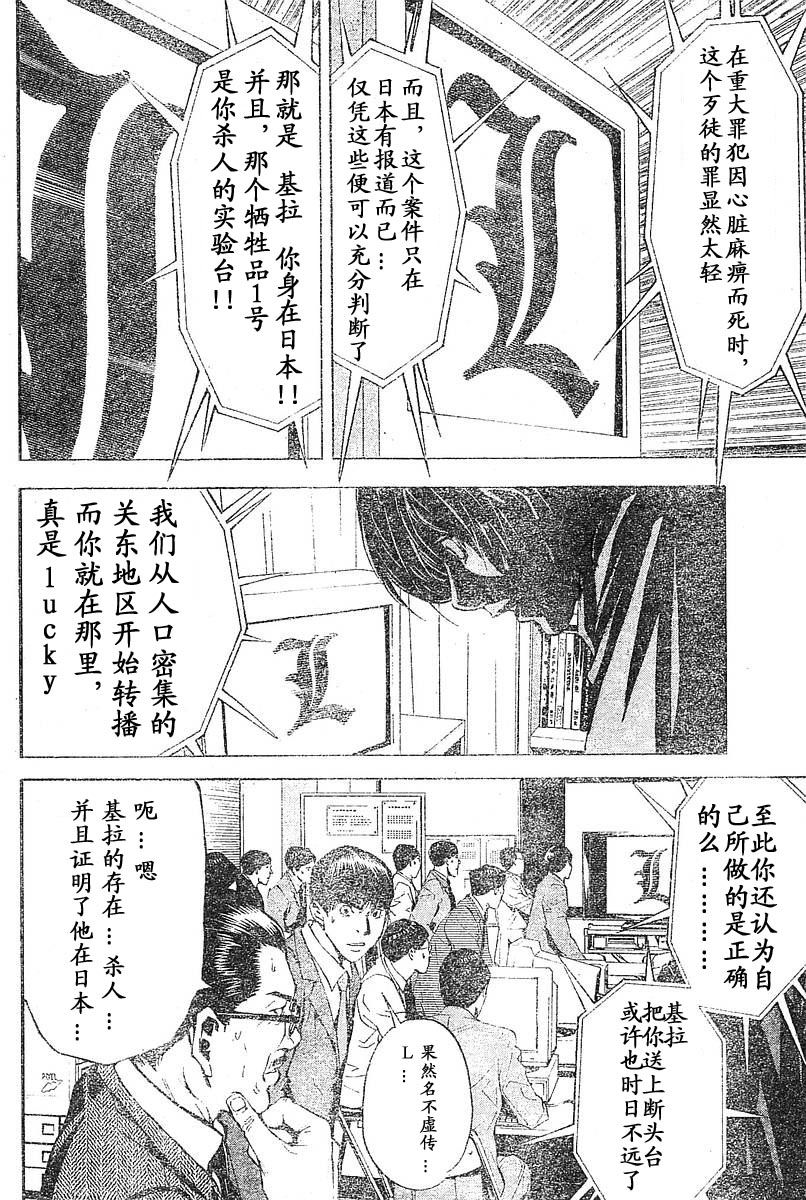 在重大罪犯因心脏麻痹而死时，
这个歹徒的罪显然太
轻
而且，这个案件只在
日本有报道而已…
仅凭这些便可以充分判断了
那就是 基拉 你身在日本!!
并且，那个牺牲品1号
是你杀人的实验台!!
L
我们从人口密集的
关东地区开始转播
而你就在那里，
真是lucky
L
至此你还认为自
己所做的是正确
的么…………
L
基拉
把你送上断头台
或许也时日不远了
呃…嗯
基拉的存在…杀人…
并且证明了他在日本…
果然名不虚传…
L…